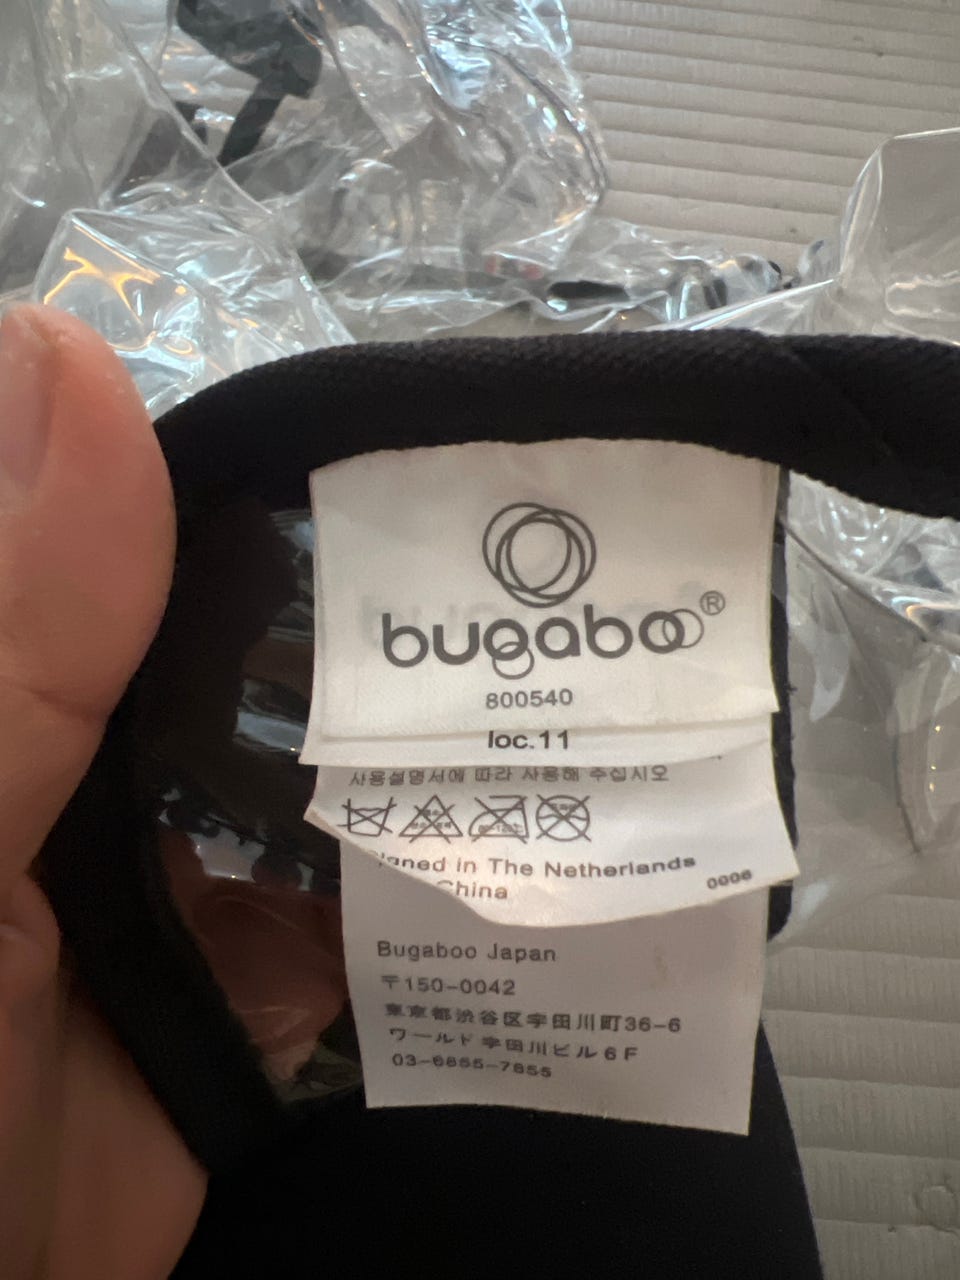 bugaboo®
800540
loc.11
사용설명서에 따라 사용해 주십시오
gned in The Netherlands
China
0006
Bugaboo Japan
〒150-0042
東京都渋谷区宇田川町36-6
ワールド宇田川ビル6F
03-6855-7855